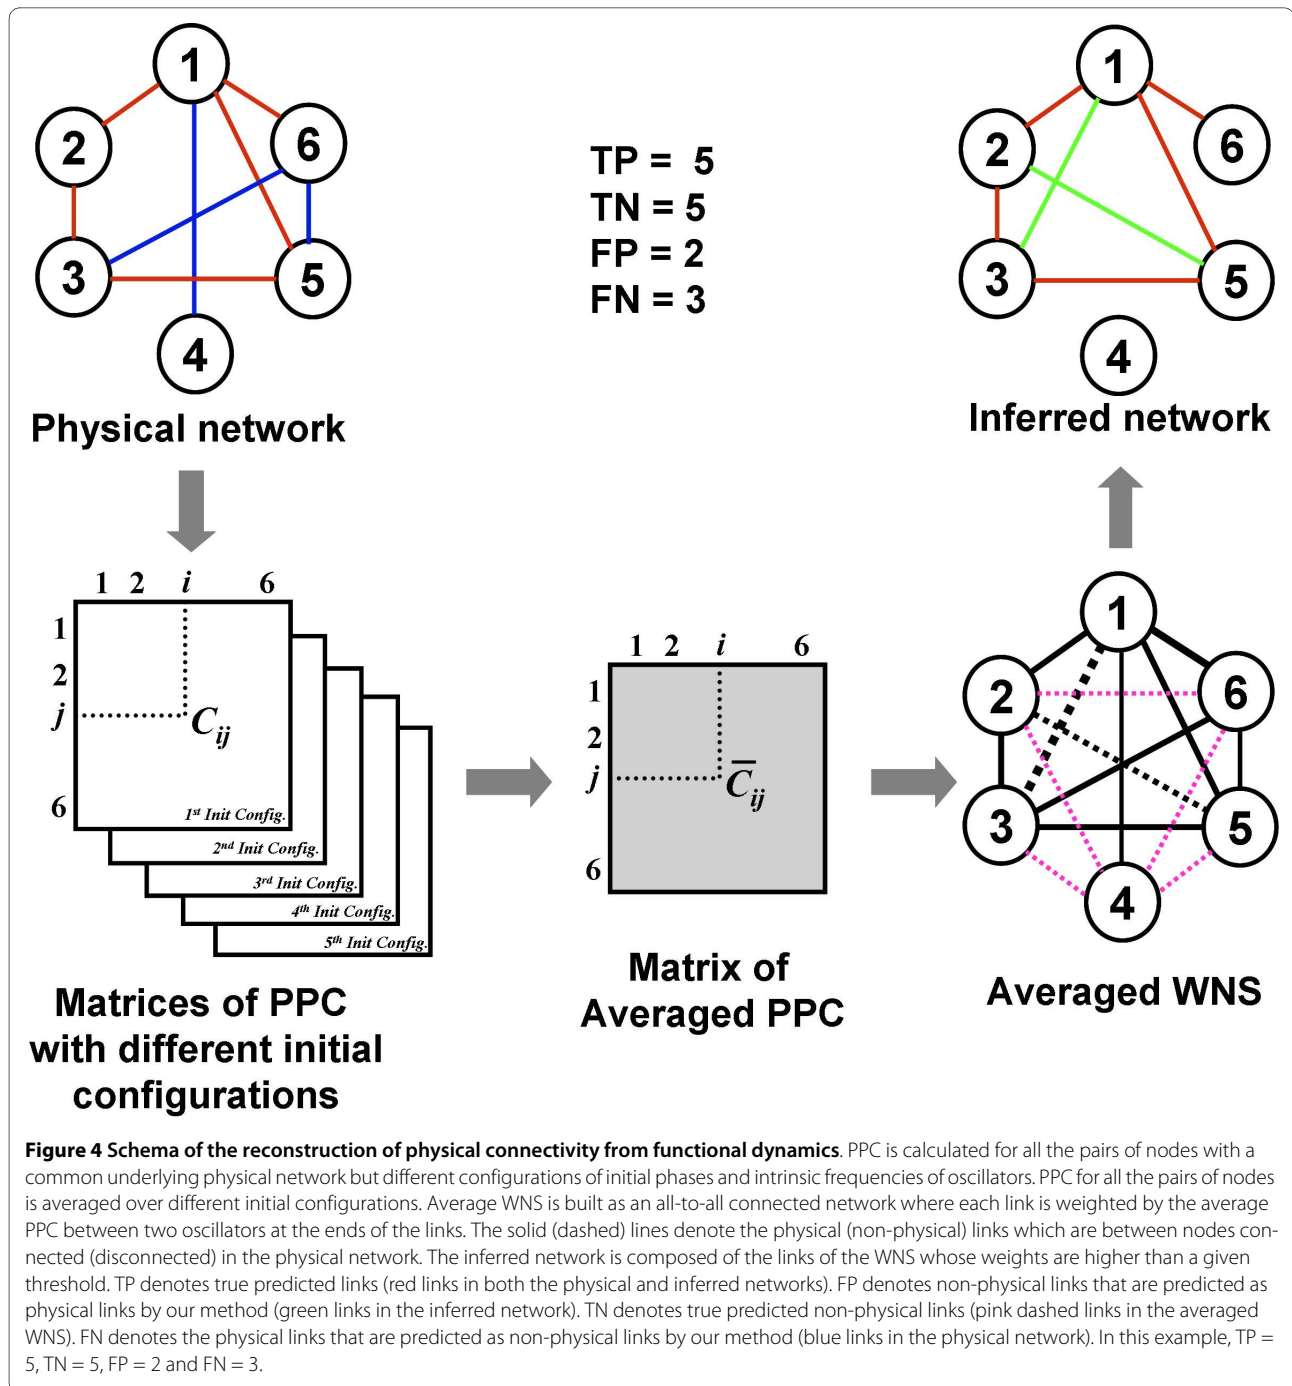 1
2
6
3
5
4
Physical network
TP = 5
TN = 5
FP = 2
FN = 3
1
2
6
3
5
4
Inferred network
1 2 i 6
1
2
j
6
C ij
1st Init Config.
2nd Init Config.
3rd Init Config.
4th Init Config.
5th Init Config.
Matrices of PPC
with different initial
configurations
1 2 i 6
1
2
j
6
C̅ ij
Matrix of
Averaged PPC
1
2
6
3
5
4
Averaged WNS
Figure 4 Schema of the reconstruction of physical connectivity from functional dynamics. PPC is calculated for all the pairs of nodes with a
common underlying physical network but different configurations of initial phases and intrinsic frequencies of oscillators. PPC for all the pairs of nodes
is averaged over different initial configurations. Average WNS is built as an all-to-all connected network where each link is weighted by the average
PPC between two oscillators at the ends of the links. The solid (dashed) lines denote the physical (non-physical) links which are between nodes con-
nected (disconnected) in the physical network. The inferred network is composed of the links of the WNS whose weights are higher than a given
threshold. TP denotes true predicted links (red links in both the physical and inferred networks). FP denotes non-physical links that are predicted as
physical links by our method (green links in the inferred network). TN denotes true predicted non-physical links (pink dashed links in the averaged
WNS). FN denotes the physical links that are predicted as non-physical links by our method (blue links in the physical network). In this example, TP =
5, TN = 5, FP = 2 and FN = 3.